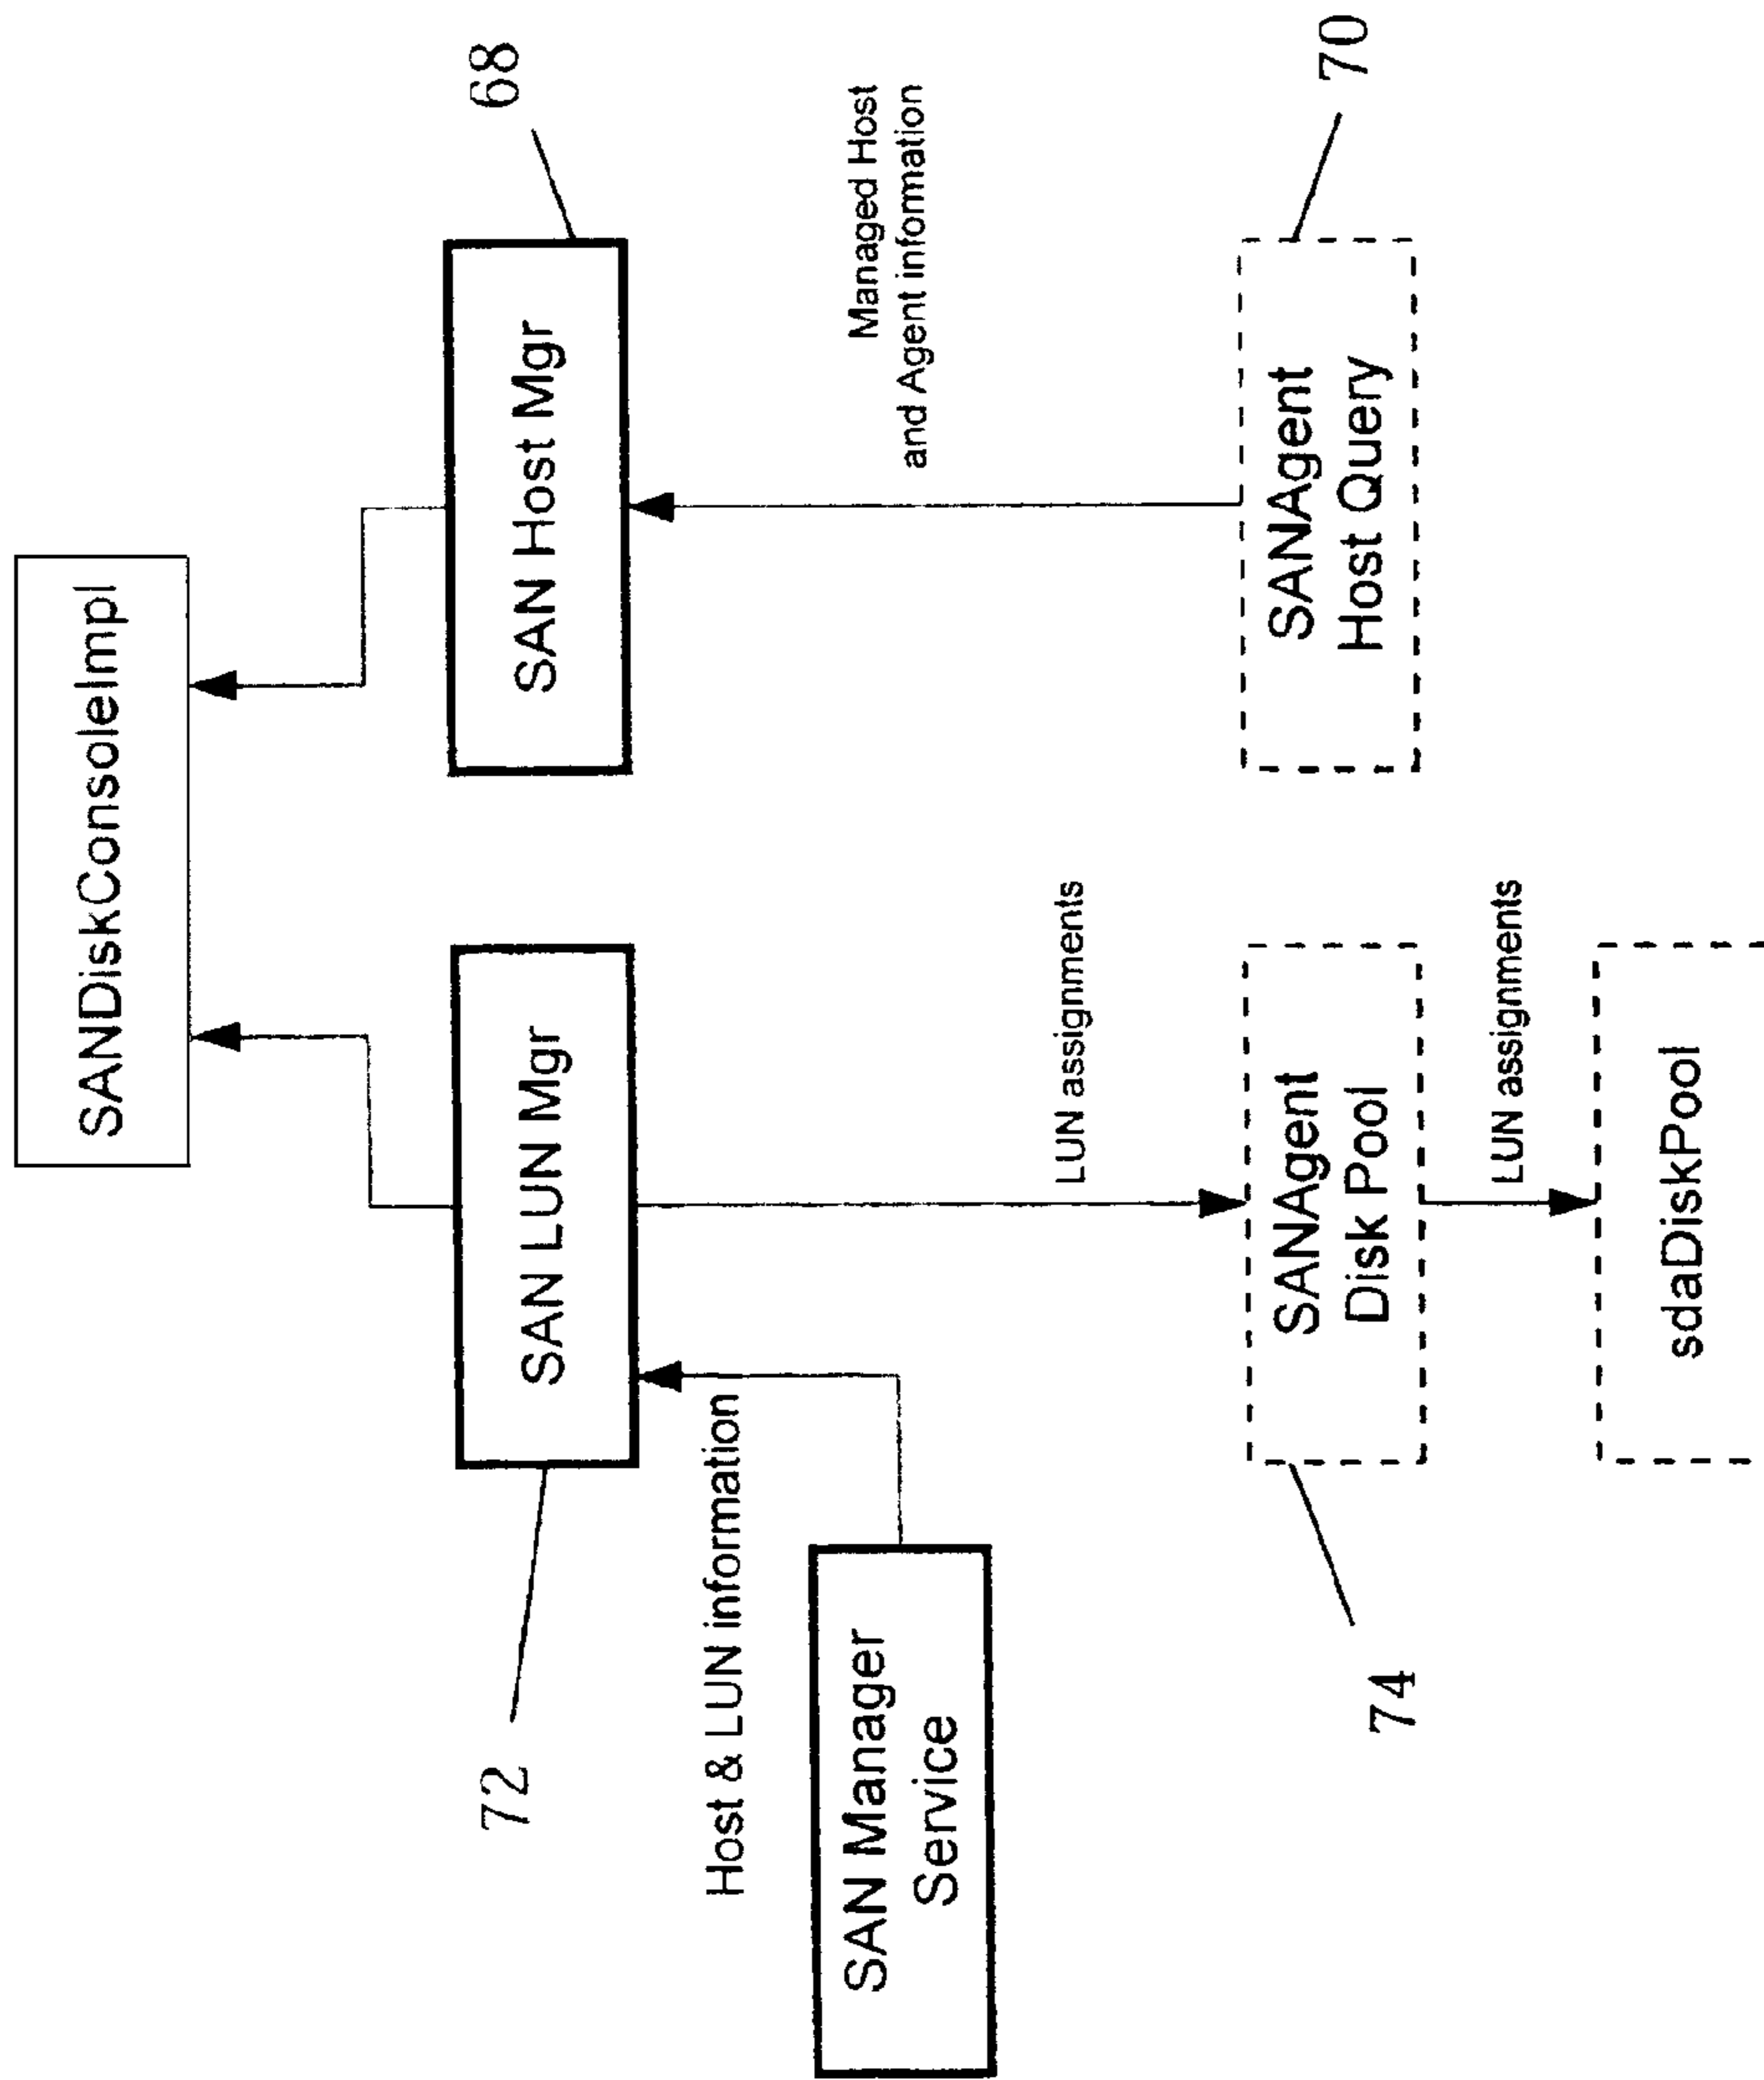 SANDiskConsoleImpl
72
SAN LUN Mgr
SAN Host Mgr
68
Host & LUN information
Managed Host
and Agent information
SAN Manager
Service
LUN assignments
74
SANAgent
Disk Pool
SANAgent
Host Query
70
LUN assignments
sdaDiskPool